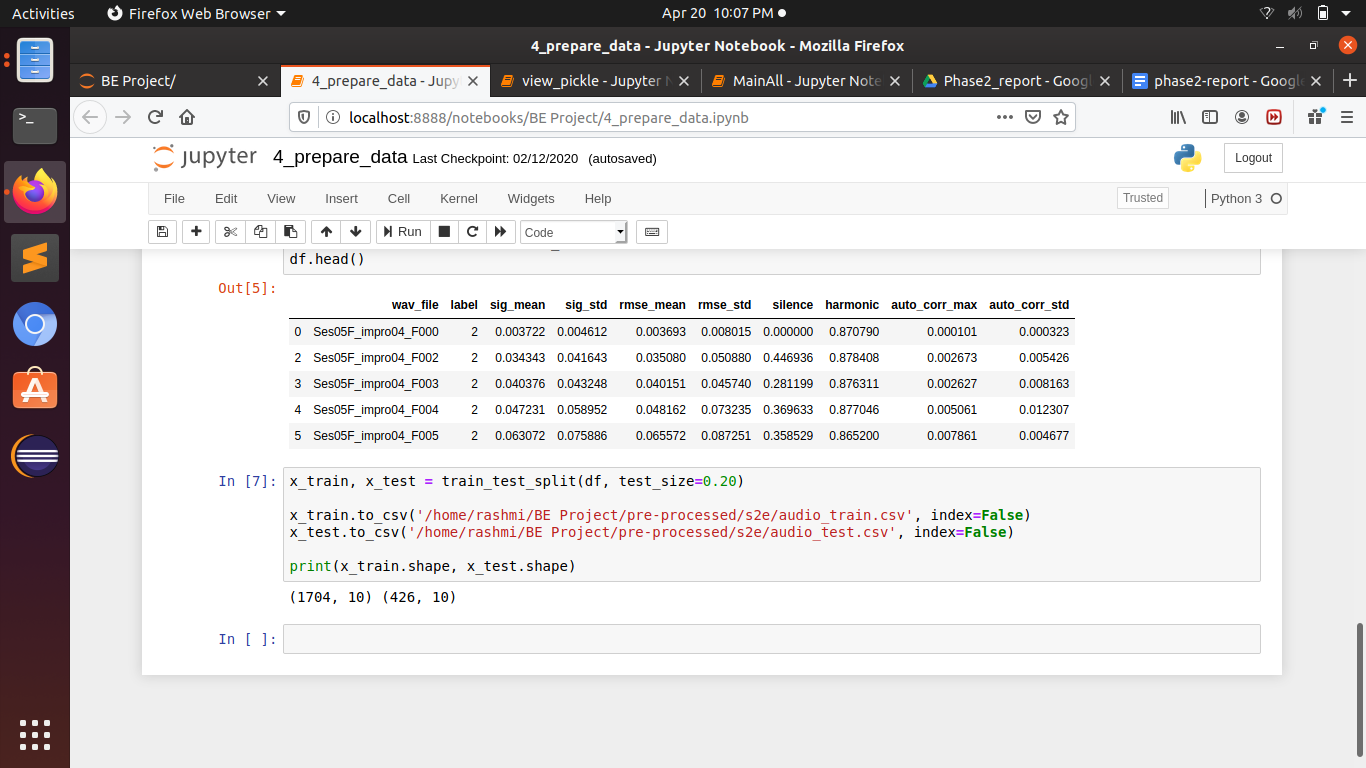 Activities Firefox Web Browser Apr 20 10:07 PM
4_prepare_data - Jupyter Notebook - Mozilla Firefox
BE Project/ 4_prepare_data - Jupy view_pickle - Jupyter N MainAll - Jupyter Note Phase2_report - Goog phase2-report - Google
localhost:8888/notebooks/BE Project/4_prepare_data.ipynb
jupyter 4_prepare_data Last Checkpoint: 02/12/2020 (autosaved) Logout
File Edit View Insert Cell Kernel Widgets Help Trusted Python 3
Run Code
df.head()
Out[5]:
wav_file label sig_mean sig_std rmse_mean rmse_std silence harmonic auto_corr_max auto_corr_std
0 Ses05F_impro04_F000 2 0.003722 0.004612 0.003693 0.008015 0.000000 0.870790 0.000101 0.000323
2 Ses05F_impro04_F002 2 0.034343 0.041643 0.035080 0.050880 0.446936 0.878408 0.002673 0.005426
3 Ses05F_impro04_F003 2 0.040376 0.043248 0.040151 0.045740 0.281199 0.876311 0.002627 0.008163
4 Ses05F_impro04_F004 2 0.047231 0.058952 0.048162 0.073235 0.369633 0.877046 0.005061 0.012307
5 Ses05F_impro04_F005 2 0.063072 0.075886 0.065572 0.087251 0.358529 0.865200 0.007861 0.004677
In [7]: x_train, x_test = train_test_split(df, test_size=0.20)
x_train.to_csv('/home/rashmi/BE Project/pre-processed/s2e/audio_train.csv', index=False)
x_test.to_csv('/home/rashmi/BE Project/pre-processed/s2e/audio_test.csv', index=False)
print(x_train.shape, x_test.shape)
(1704, 10) (426, 10)
In [ ]: